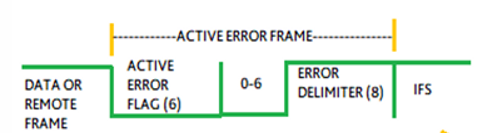 ACTIVE ERROR FRAME
DATA OR
REMOTE
FRAME
ACTIVE
ERROR
FLAG (6)
0-6
ERROR
DELIMITER (8)
IFS